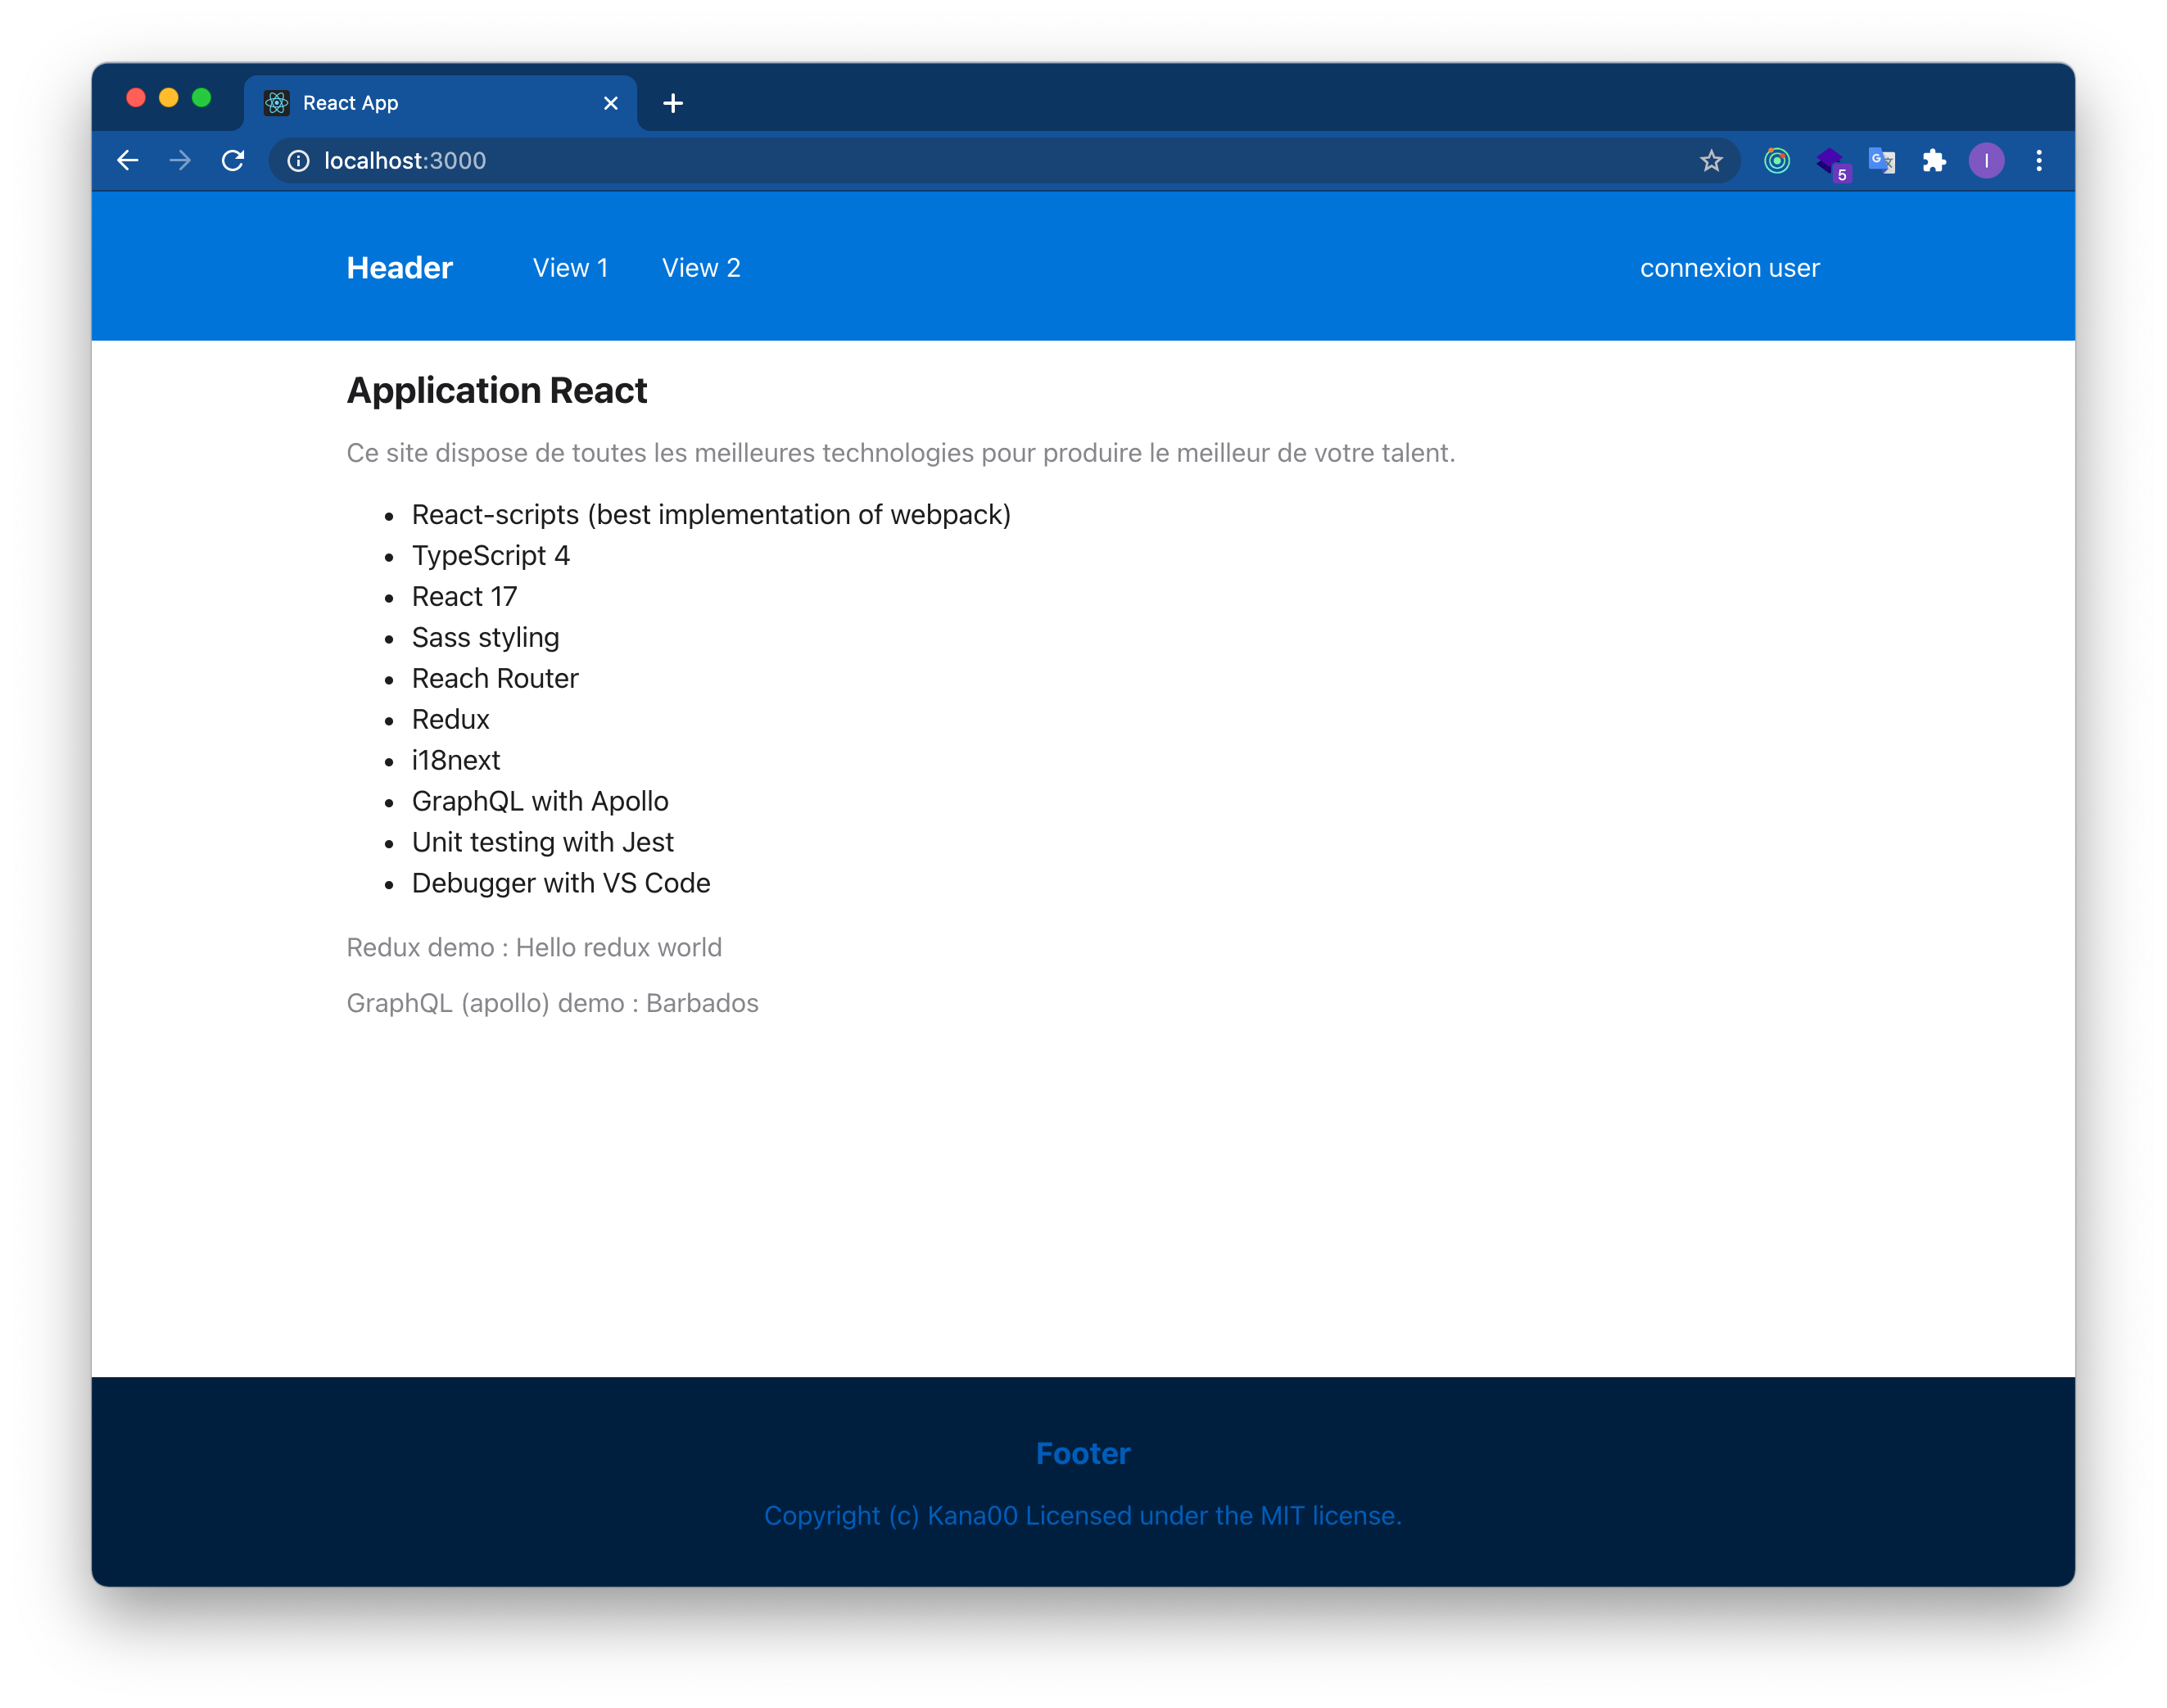 React App
localhost:3000
5
I
Header View 1 View 2 connexion user
Application React
Ce site dispose de toutes les meilleures technologies pour produire le meilleur de votre talent.
• React-scripts (best implementation of webpack)
• TypeScript 4
• React 17
• Sass styling
• Reach Router
• Redux
• i18next
• GraphQL with Apollo
• Unit testing with Jest
• Debugger with VS Code
Redux demo : Hello redux world
GraphQL (apollo) demo : Barbados
Footer
Copyright (c) Kana00 Licensed under the MIT license.